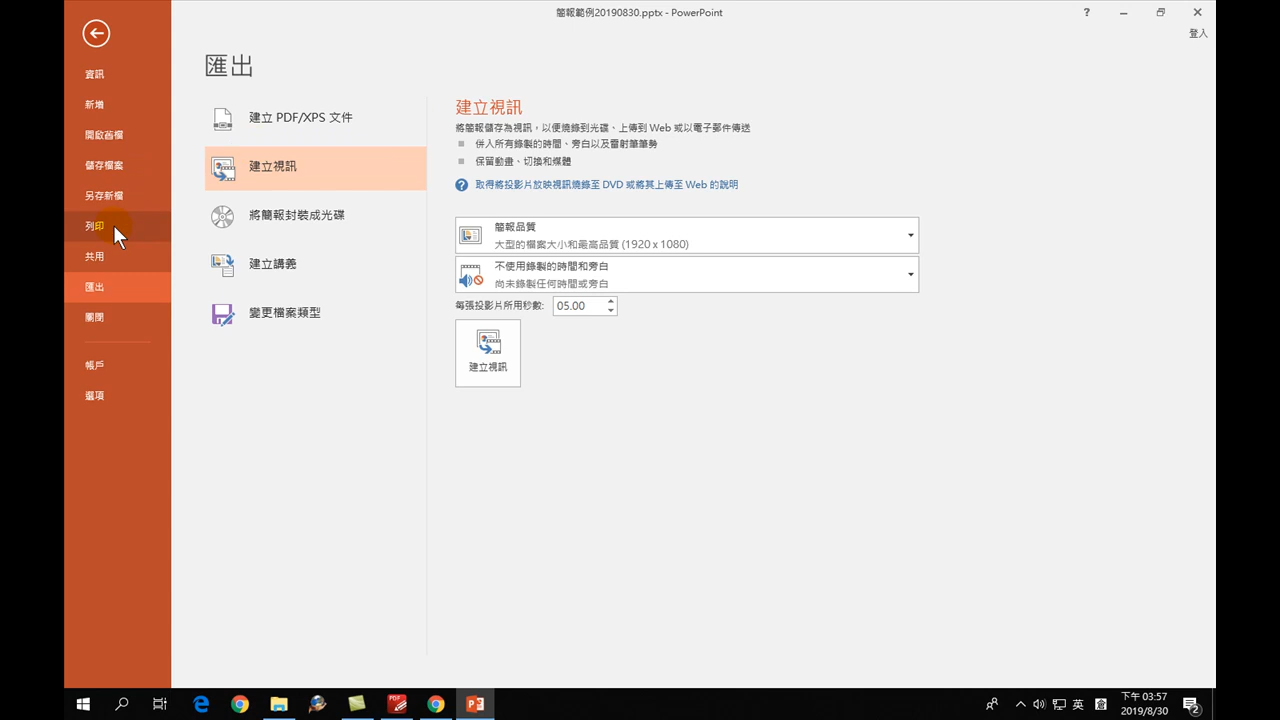 簡報範例20190830.pptx - PowerPoint
?
登入
資訊
新增
開啟舊檔
儲存檔案
另存新檔
列印
共用
匯出
關閉
帳戶
選項
匯出
建立 PDF/XPS 文件
建立視訊
將簡報封裝成光碟
建立講義
變更檔案類型
建立視訊
將簡報儲存為視訊，以便燒錄到光碟、上傳到 Web 或以電子郵件傳送
併入所有錄製的時間、旁白以及雷射筆筆勢
保留動畫、切換和媒體
取得將投影片放映視訊燒錄至 DVD 或將其上傳至 Web 的說明
簡報品質
大型的檔案大小和最高品質 (1920 x 1080)
不使用錄製的時間和旁白
尚未錄製任何時間或旁白
每張投影片所用秒數: 05.00
建立視訊
PDF
英
下午 03:57
2019/8/30
2